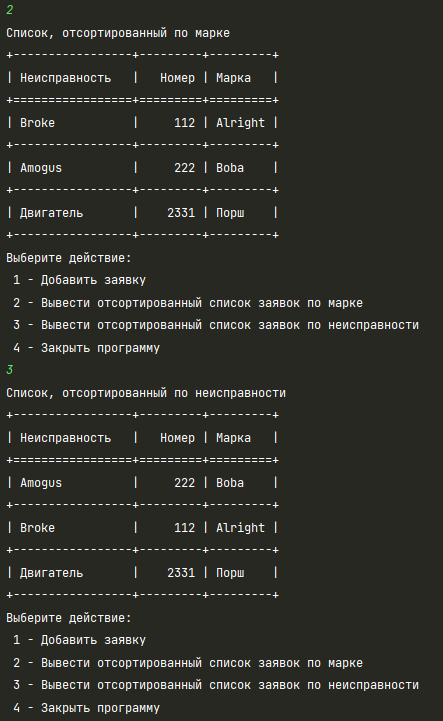 2
Список, отсортированный по марке
+-----------------+---------+---------+
| Неисправность   |   Номер | Марка   |
+=================+=========+=========+
| Broke           |     112 | Alright |
+-----------------+---------+---------+
| Amogus          |     222 | Boba    |
+-----------------+---------+---------+
| Двигатель       |    2331 | Порш    |
+-----------------+---------+---------+
Выберите действие:
 1 - Добавить заявку
 2 - Вывести отсортированный список заявок по марке
 3 - Вывести отсортированный список заявок по неисправности
 4 - Закрыть программу
3
Список, отсортированный по неисправности
+-----------------+---------+---------+
| Неисправность   |   Номер | Марка   |
+=================+=========+=========+
| Amogus          |     222 | Boba    |
+-----------------+---------+---------+
| Broke           |     112 | Alright |
+-----------------+---------+---------+
| Двигатель       |    2331 | Порш    |
+-----------------+---------+---------+
Выберите действие:
 1 - Добавить заявку
 2 - Вывести отсортированный список заявок по марке
 3 - Вывести отсортированный список заявок по неисправности
 4 - Закрыть программу